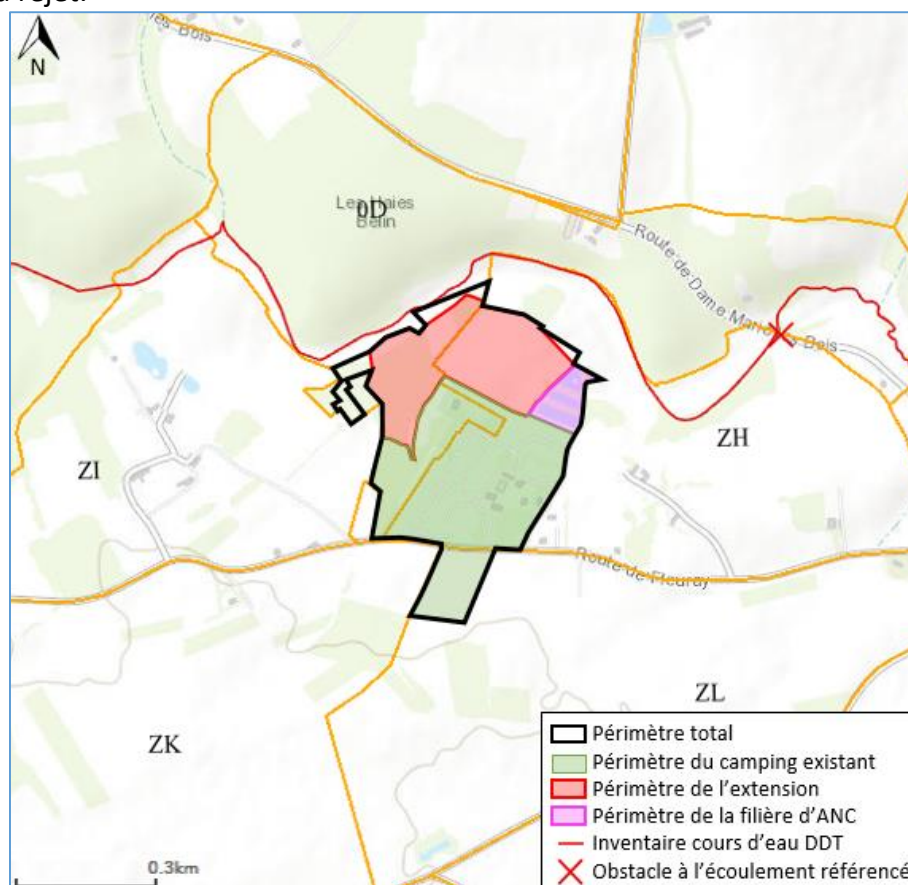 N
Route de Dame Marie
Bois
0D
Les Haies
Belin
ZH
ZI
Route de Fleuray
ZL
ZK
Périmètre total
Périmètre du camping existant
Périmètre de l'extension
Périmètre de la filière d'ANC
Inventaire cours d'eau DDT
Obstacle à l'écoulement référencé
0.3km